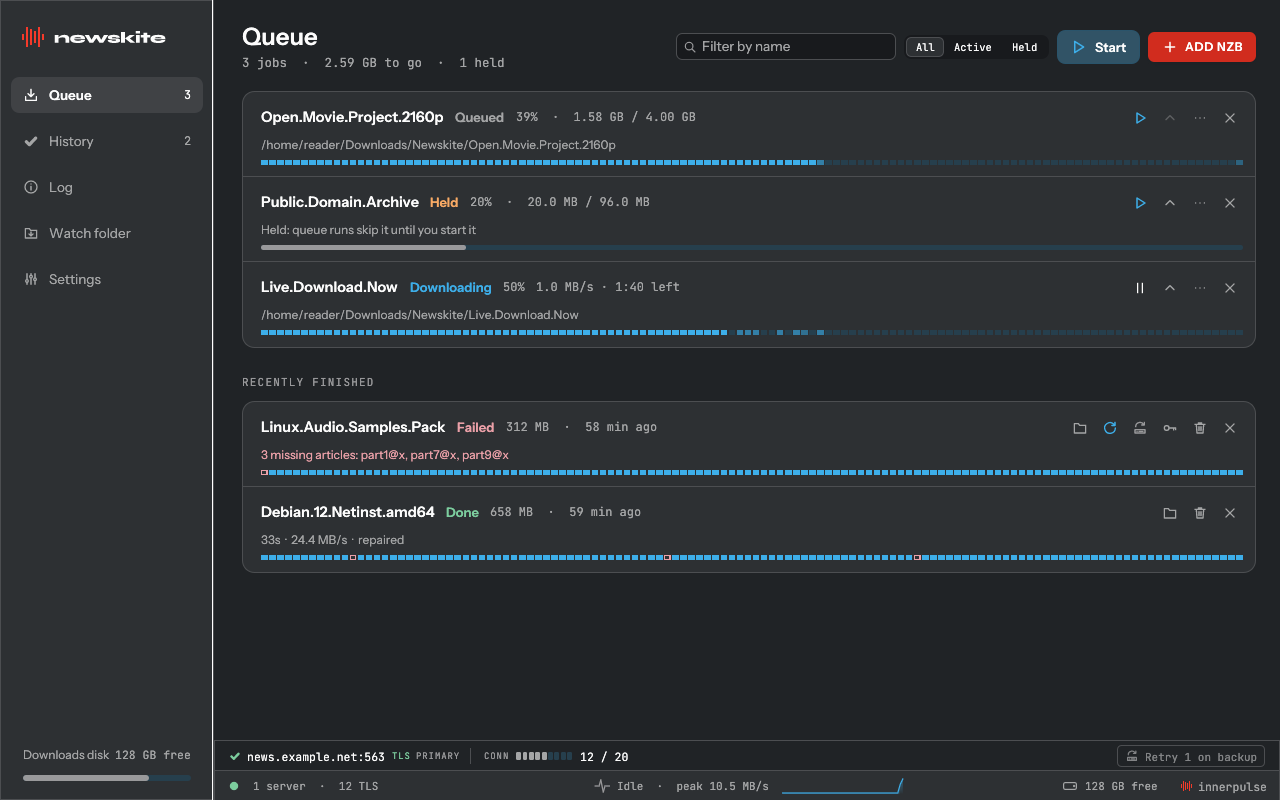 newskite
Queue 3
History 2
Log
Watch folder
Settings
Downloads disk 128 GB free
Queue
3 jobs · 2.59 GB to go · 1 held
Filter by name
All Active Held
Start
ADD NZB
Open.Movie.Project.2160p Queued 39% · 1.58 GB / 4.00 GB
/home/reader/Downloads/Newskite/Open.Movie.Project.2160p
Public.Domain.Archive Held 20% · 20.0 MB / 96.0 MB
Held: queue runs skip it until you start it
Live.Download.Now Downloading 50% 1.0 MB/s · 1:40 left
/home/reader/Downloads/Newskite/Live.Download.Now
RECENTLY FINISHED
Linux.Audio.Samples.Pack Failed 312 MB · 58 min ago
3 missing articles: part1@x, part7@x, part9@x
Debian.12.Netinst.amd64 Done 658 MB · 59 min ago
33s · 24.4 MB/s · repaired
news.example.net:563 TLS PRIMARY CONN 12 / 20 Retry 1 on backup
1 server · 12 TLS Idle · peak 10.5 MB/s 128 GB free innerpulse